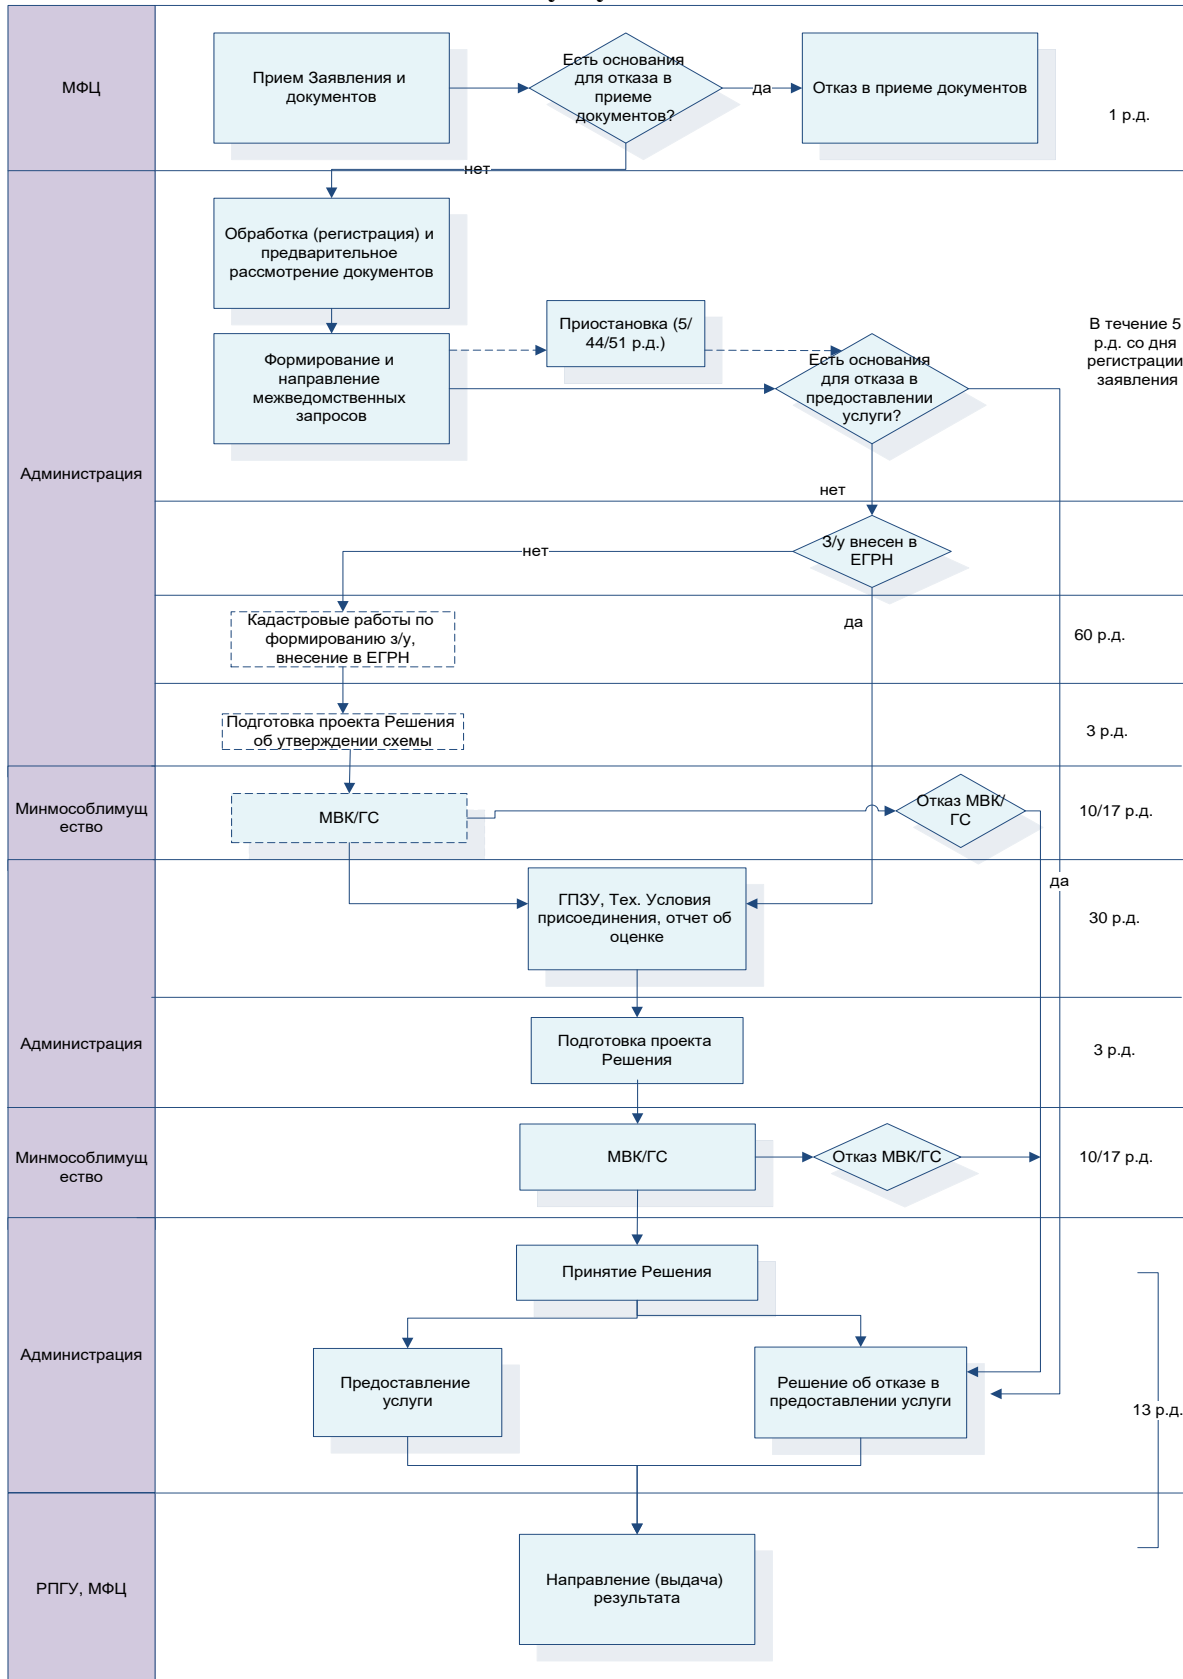 МФЦ
Прием Заявления и
документов
Есть основания
для отказа в
приеме
документов?
да
Отказ в приеме документов
1 р.д.
нет
Администрация
Обработка (регистрация) и
предварительное
рассмотрение документов
Формирование и
направление
межведомственных
запросов
Приостановка (5/
44/51 р.д.)
Есть основания
для отказа в
предоставлении
услуги?
В течение 5
р.д. со дня
регистрации
заявления
нет
З/у внесен в
ЕГРН
нет
да
Кадастровые работы по
формированию з/у,
внесение в ЕГРН
60 р.д.
Подготовка проекта Решения
об утверждении схемы
3 р.д.
Минмособлимущ
ество
МВК/ГС
Отказ МВК/
ГС
10/17 р.д.
да
Администрация
ГПЗУ, Тех. Условия
присоединения, отчет об
оценке
30 р.д.
Подготовка проекта
Решения
3 р.д.
Минмособлимущ
ество
МВК/ГС
Отказ МВК/ГС
10/17 р.д.
Администрация
Принятие Решения
Предоставление
услуги
Решение об отказе в
предоставлении услуги
13 р.д.
РПГУ, МФЦ
Направление (выдача)
результата